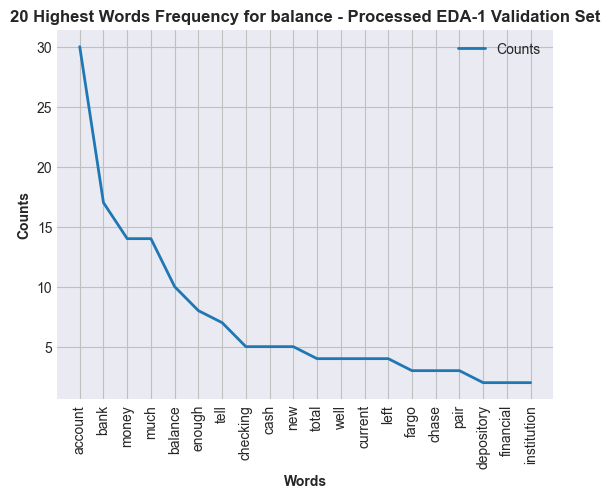 20 Highest Words Frequency for balance - Processed EDA-1 Validation Set
Counts
30
25
20
15
10
5
Counts
account
bank
money
much
balance
enough
tell
checking
cash
new
total
well
current
left
fargo
chase
pair
depository
financial
institution
Words